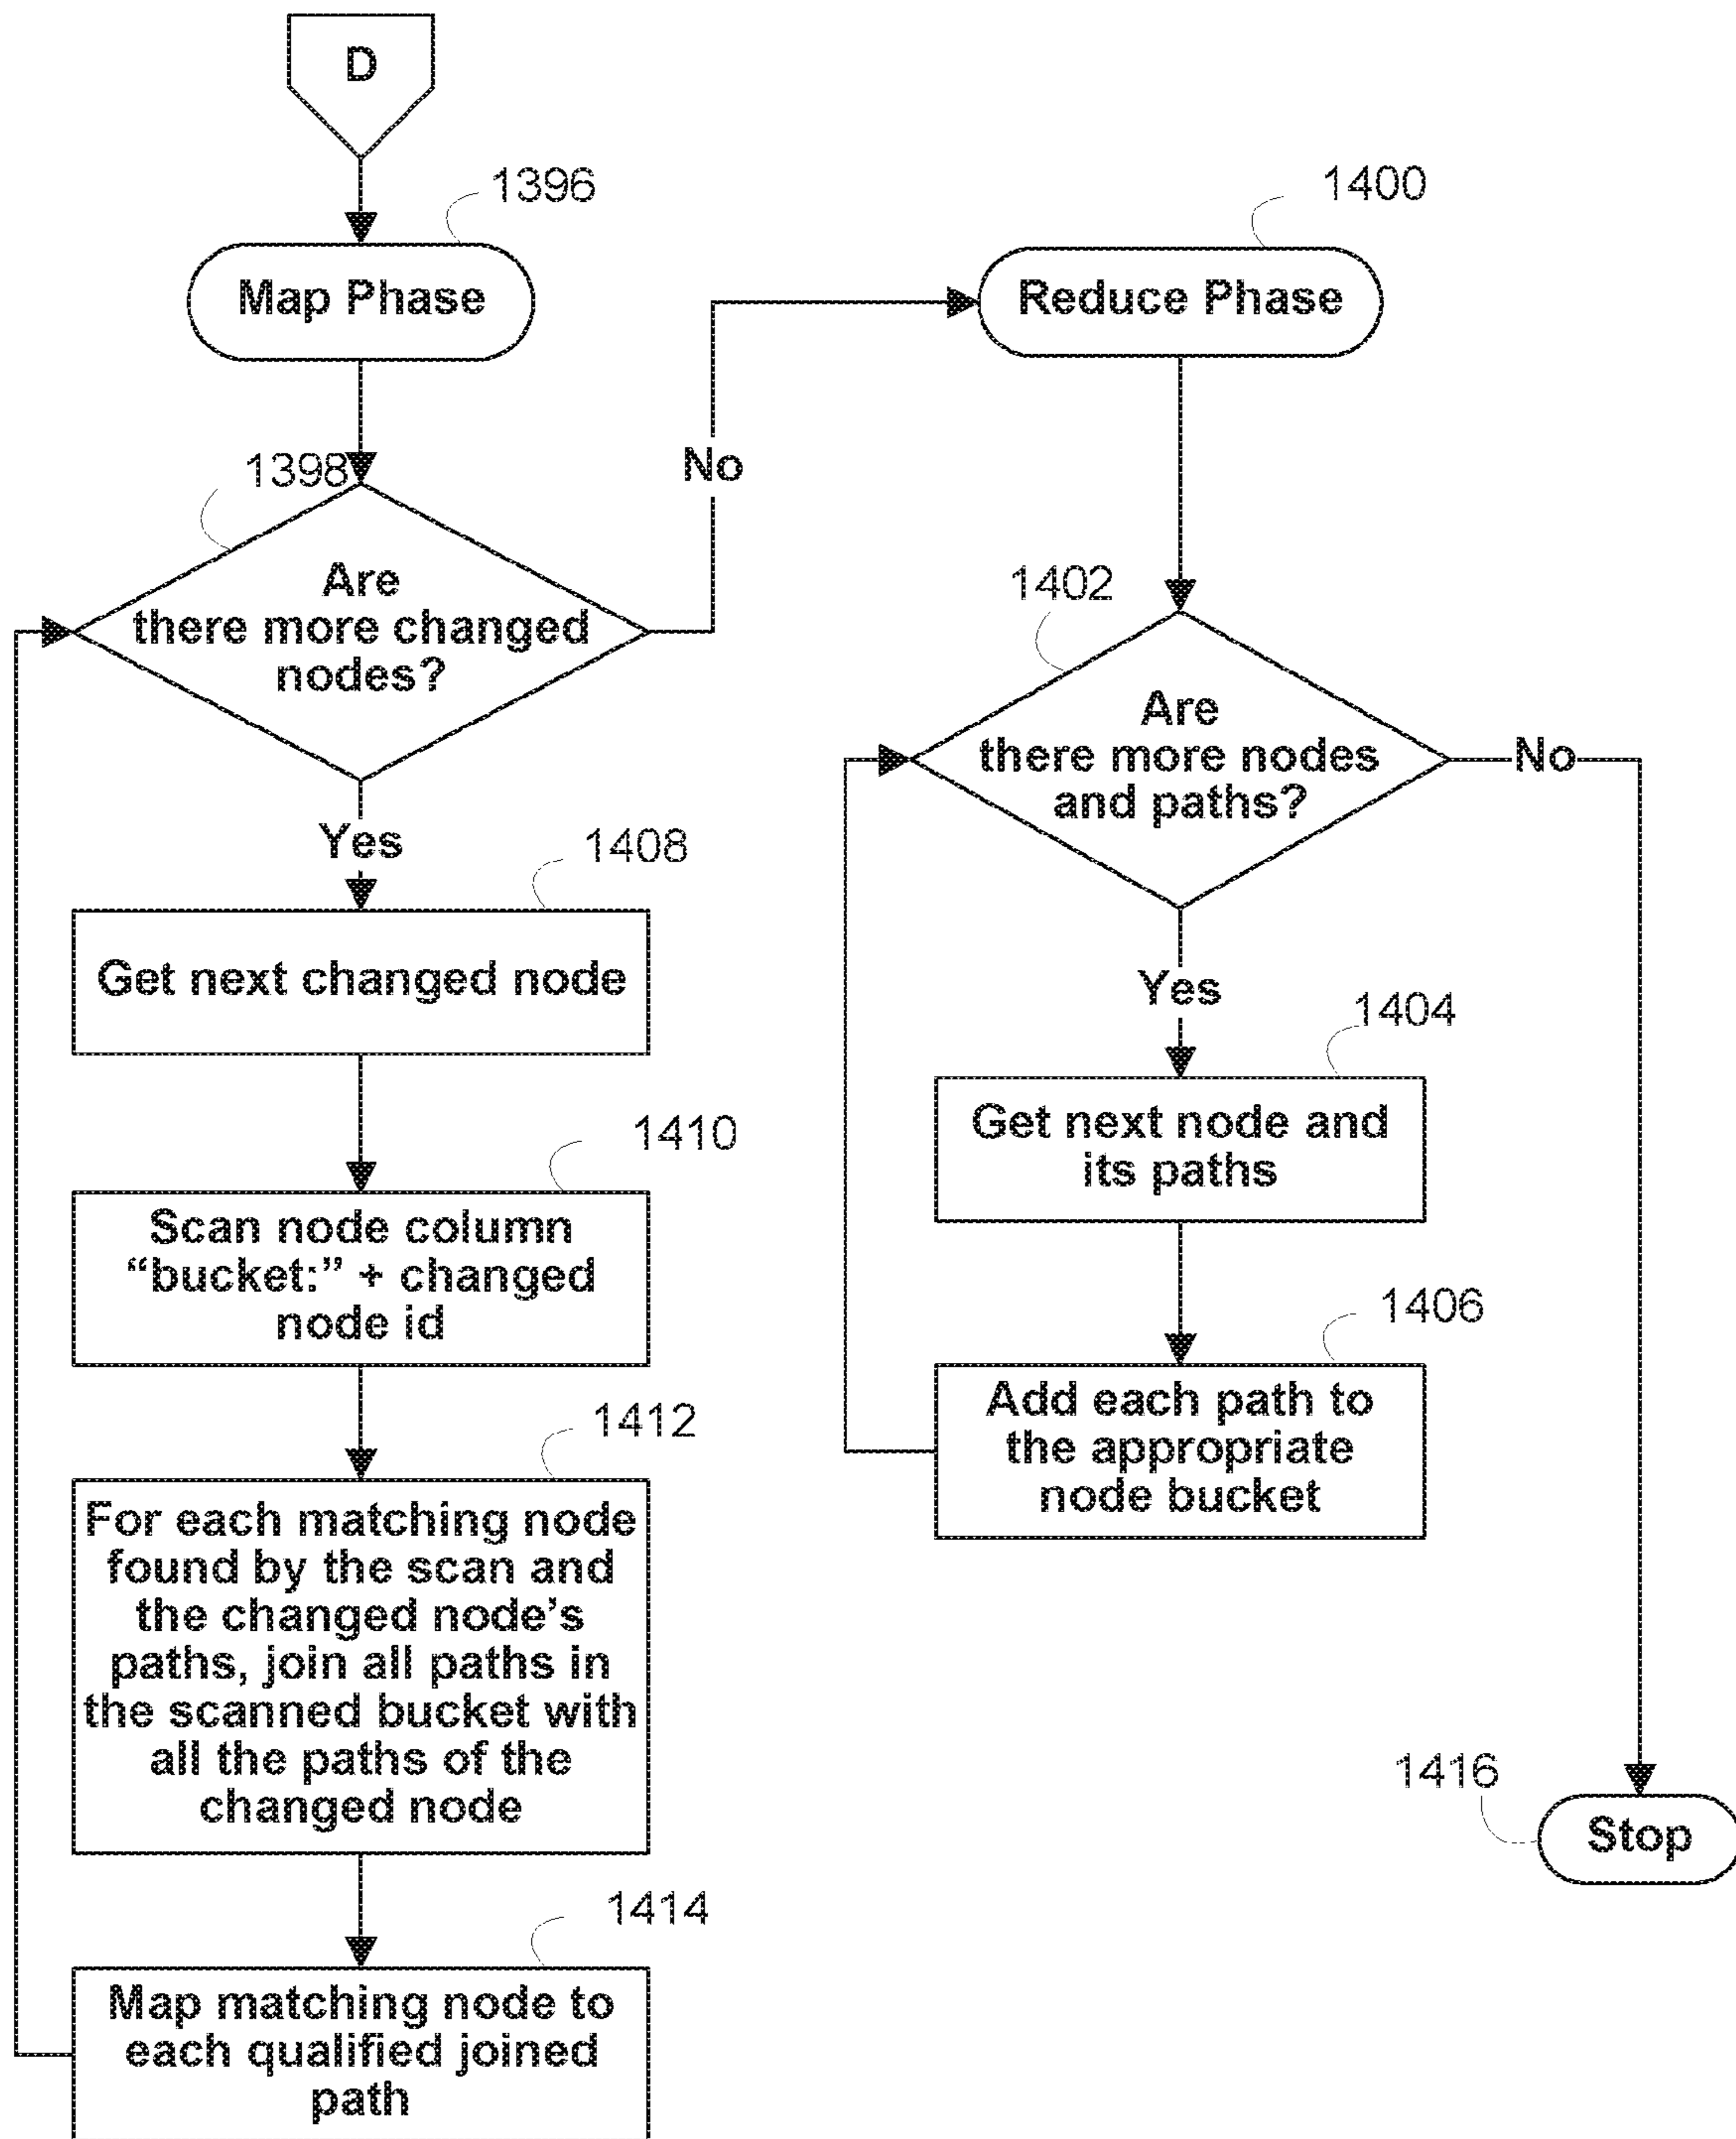 D
1396
Map Phase
1398
Are
there more changed
nodes?
No
Yes
1408
Get next changed node
1410
Scan node column
“bucket:” + changed
node id
1412
For each matching node
found by the scan and
the changed node’s
paths, join all paths in
the scanned bucket with
all the paths of the
changed node
1414
Map matching node to
each qualified joined
path
1400
Reduce Phase
1402
Are
there more nodes
and paths?
No
Yes
1404
Get next node and
its paths
1406
Add each path to
the appropriate
node bucket
1416
Stop